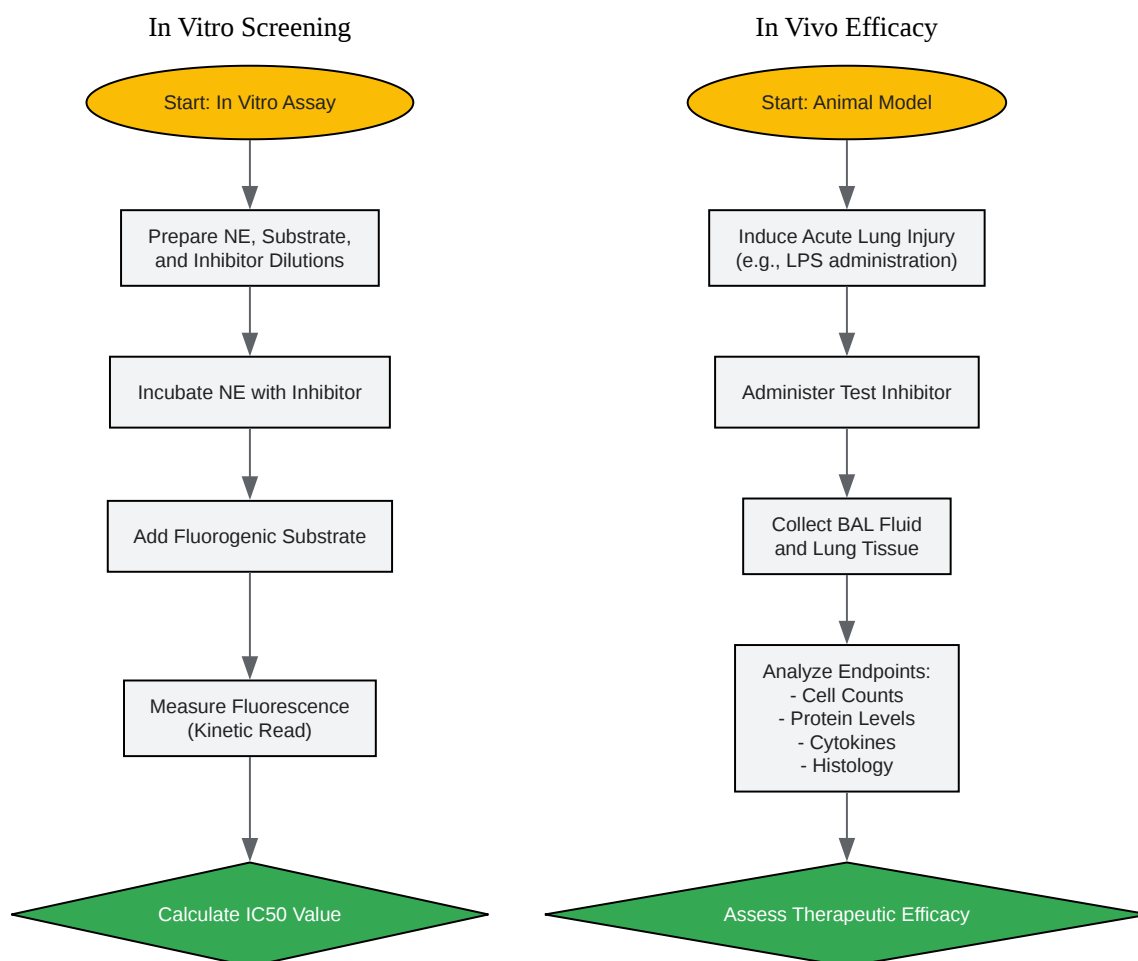 In Vitro Screening
Start: In Vitro Assay
Prepare NE, Substrate,
and Inhibitor Dilutions
Incubate NE with Inhibitor
Add Fluorogenic Substrate
Measure Fluorescence
(Kinetic Read)
Calculate IC50 Value
In Vivo Efficacy
Start: Animal Model
Induce Acute Lung Injury
(e.g., LPS administration)
Administer Test Inhibitor
Collect BAL Fluid
and Lung Tissue
Analyze Endpoints:
- Cell Counts
- Protein Levels
- Cytokines
- Histology
Assess Therapeutic Efficacy